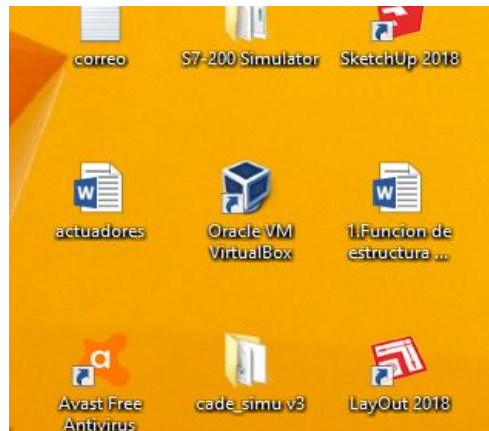 correo
S7-200 Simulator
SketchUp 2018
actuadores
Oracle VM
VirtualBox
1.Funcion de
estructura ...
Avast Free
Antivirus
cade_simu v3
LayOut 2018